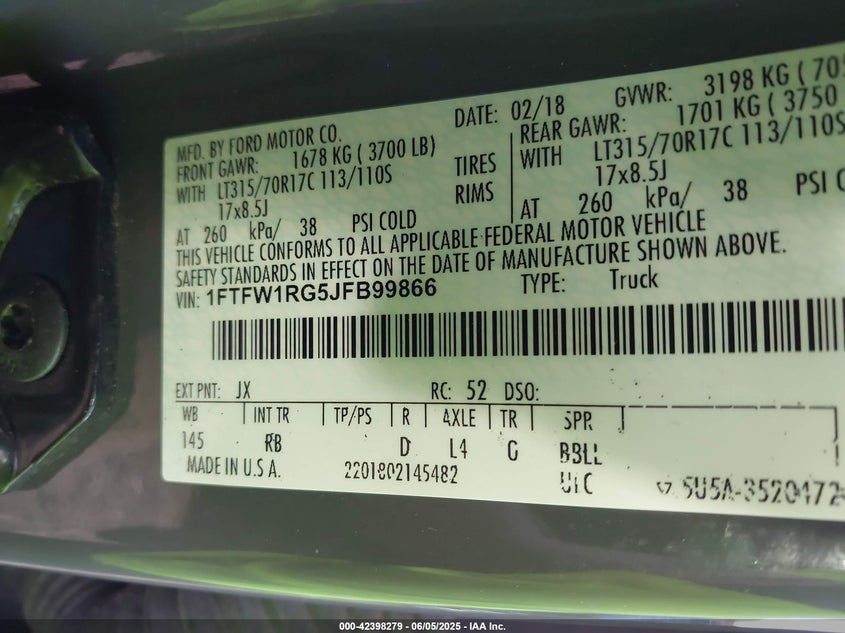 MFD. BY FORD MOTOR CO.
DATE: 02/18 GVWR: 3198 KG ( 705
FRONT GAWR: 1678 KG ( 3700 LB)
REAR GAWR: 1701 KG ( 3750
WITH LT315/70R17C 113/110S TIRES
WITH LT315/70R17C 113/110S
17x8.5J RIMS
17x8.5J
AT 260 kPa/ 38 PSI COLD
AT 260 kPa/ 38 PSI C
THIS VEHICLE CONFORMS TO ALL APPLICABLE FEDERAL MOTOR VEHICLE
SAFETY STANDARDS IN EFFECT ON THE DATE OF MANUFACTURE SHOWN ABOVE.
VIN: 1FTFW1RG5JFB99866 TYPE: Truck
EXT PNT: JX RC: 52 DSO:
WB INT TR TP/PS R AXLE TR SPR
145 RB D L4 G BBLL
MADE IN U.S.A. 2201802145482
000-42398279 - 06/05/2025 - IAA Inc.